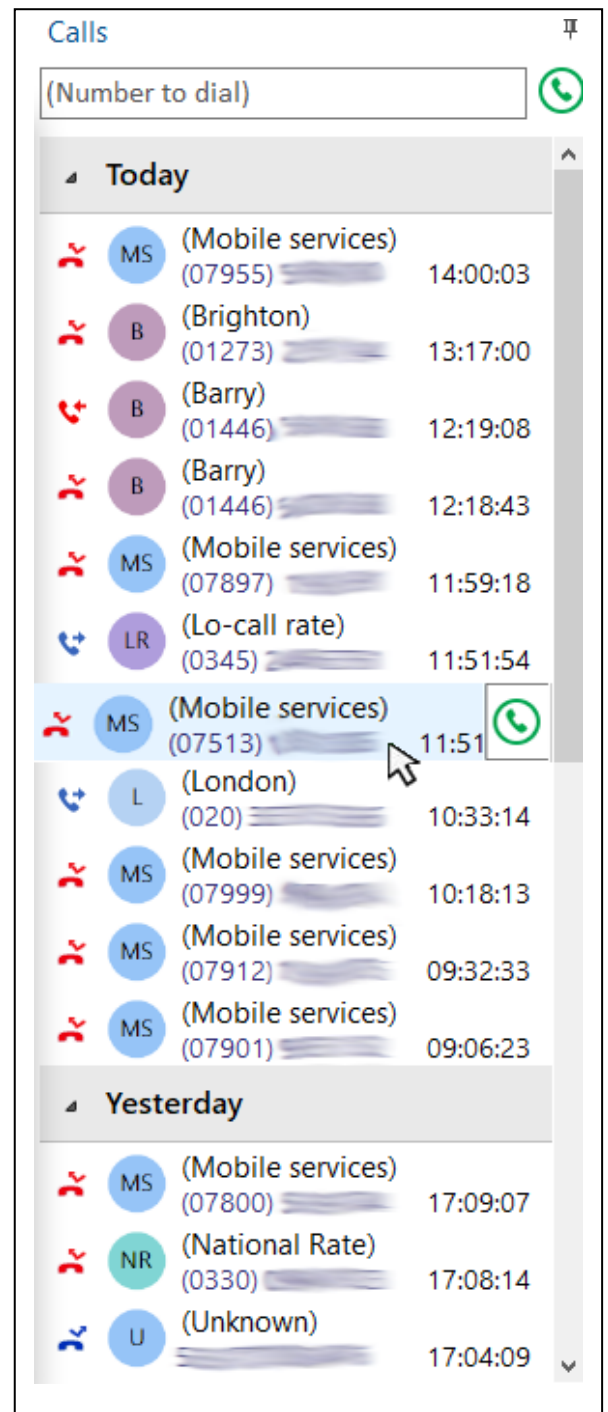 Calls
(Number to dial)
Today
MS (Mobile services)
(07955) 14:00:03
B (Brighton)
(01273) 13:17:00
B (Barry)
(01446) 12:19:08
B (Barry)
(01446) 12:18:43
MS (Mobile services)
(07897) 11:59:18
LR (Lo-call rate)
(0345) 11:51:54
MS (Mobile services)
(07513) 11:51
L (London)
(020) 10:33:14
MS (Mobile services)
(07999) 10:18:13
MS (Mobile services)
(07912) 09:32:33
MS (Mobile services)
(07901) 09:06:23
Yesterday
MS (Mobile services)
(07800) 17:09:07
NR (National Rate)
(0330) 17:08:14
U (Unknown)
17:04:09